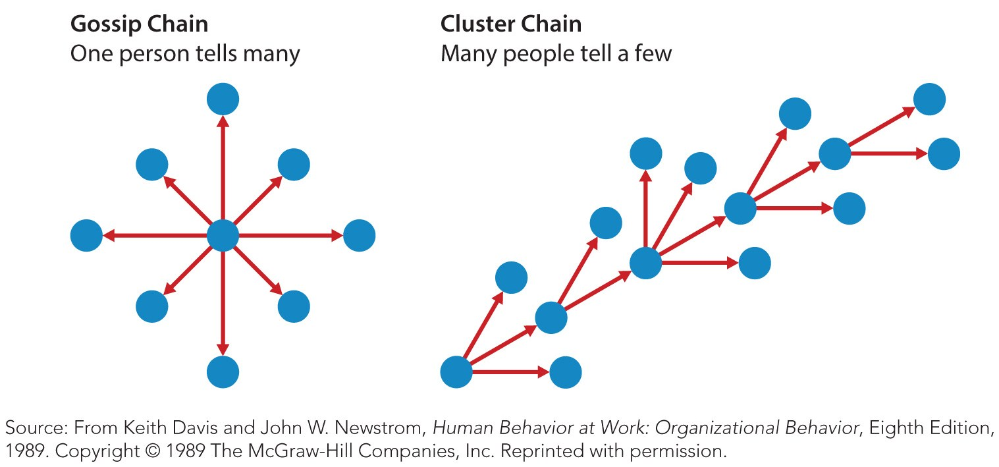 Gossip Chain
One person tells many
Cluster Chain
Many people tell a few
Source: From Keith Davis and John W. Newstrom, Human Behavior at Work: Organizational Behavior, Eighth Edition,
1989. Copyright © 1989 The McGraw-Hill Companies, Inc. Reprinted with permission.